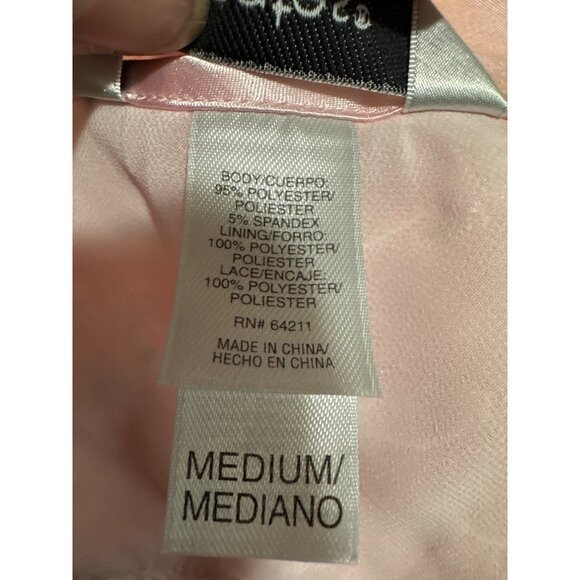 BODY/CUERPO:
95% POLYESTER/
POLIESTER
5% SPANDEX
LINING/FORRO:
100% POLYESTER/
POLIESTER
LACE/ENCAJE:
100% POLYESTER/
POLIESTER
RN# 64211
MADE IN CHINA/
HECHO EN CHINA
MEDIUM/
MEDIANO